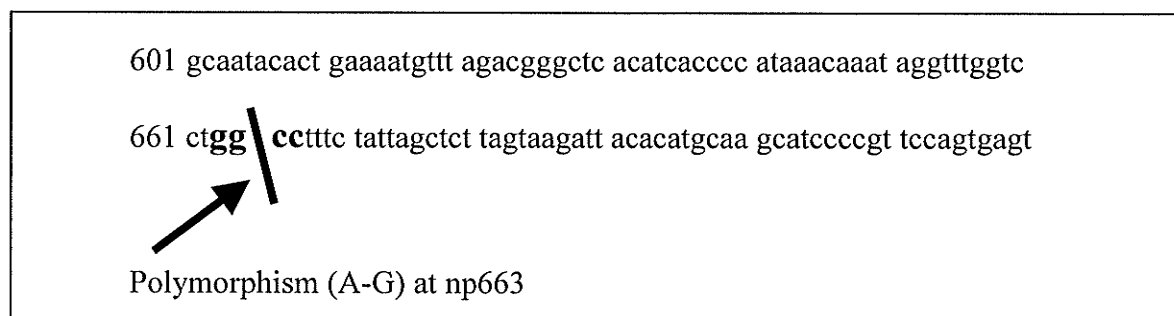 601 gcaatacact gaaaatgttt agacgggctc acatcacccc ataaacaaat aggtttggtc
661 ctgg cctttc tattagctct tagtaagatt acacatgcaa gcatccccgt tccagtgagt
Polymorphism (A-G) at np663